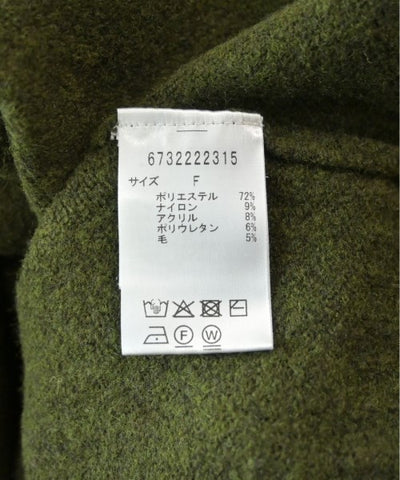 6732222315
サイズ F
ポリエステル 72%
ナイロン 9%
アクリル 8%
ポリウレタン 6%
毛 5%
F W